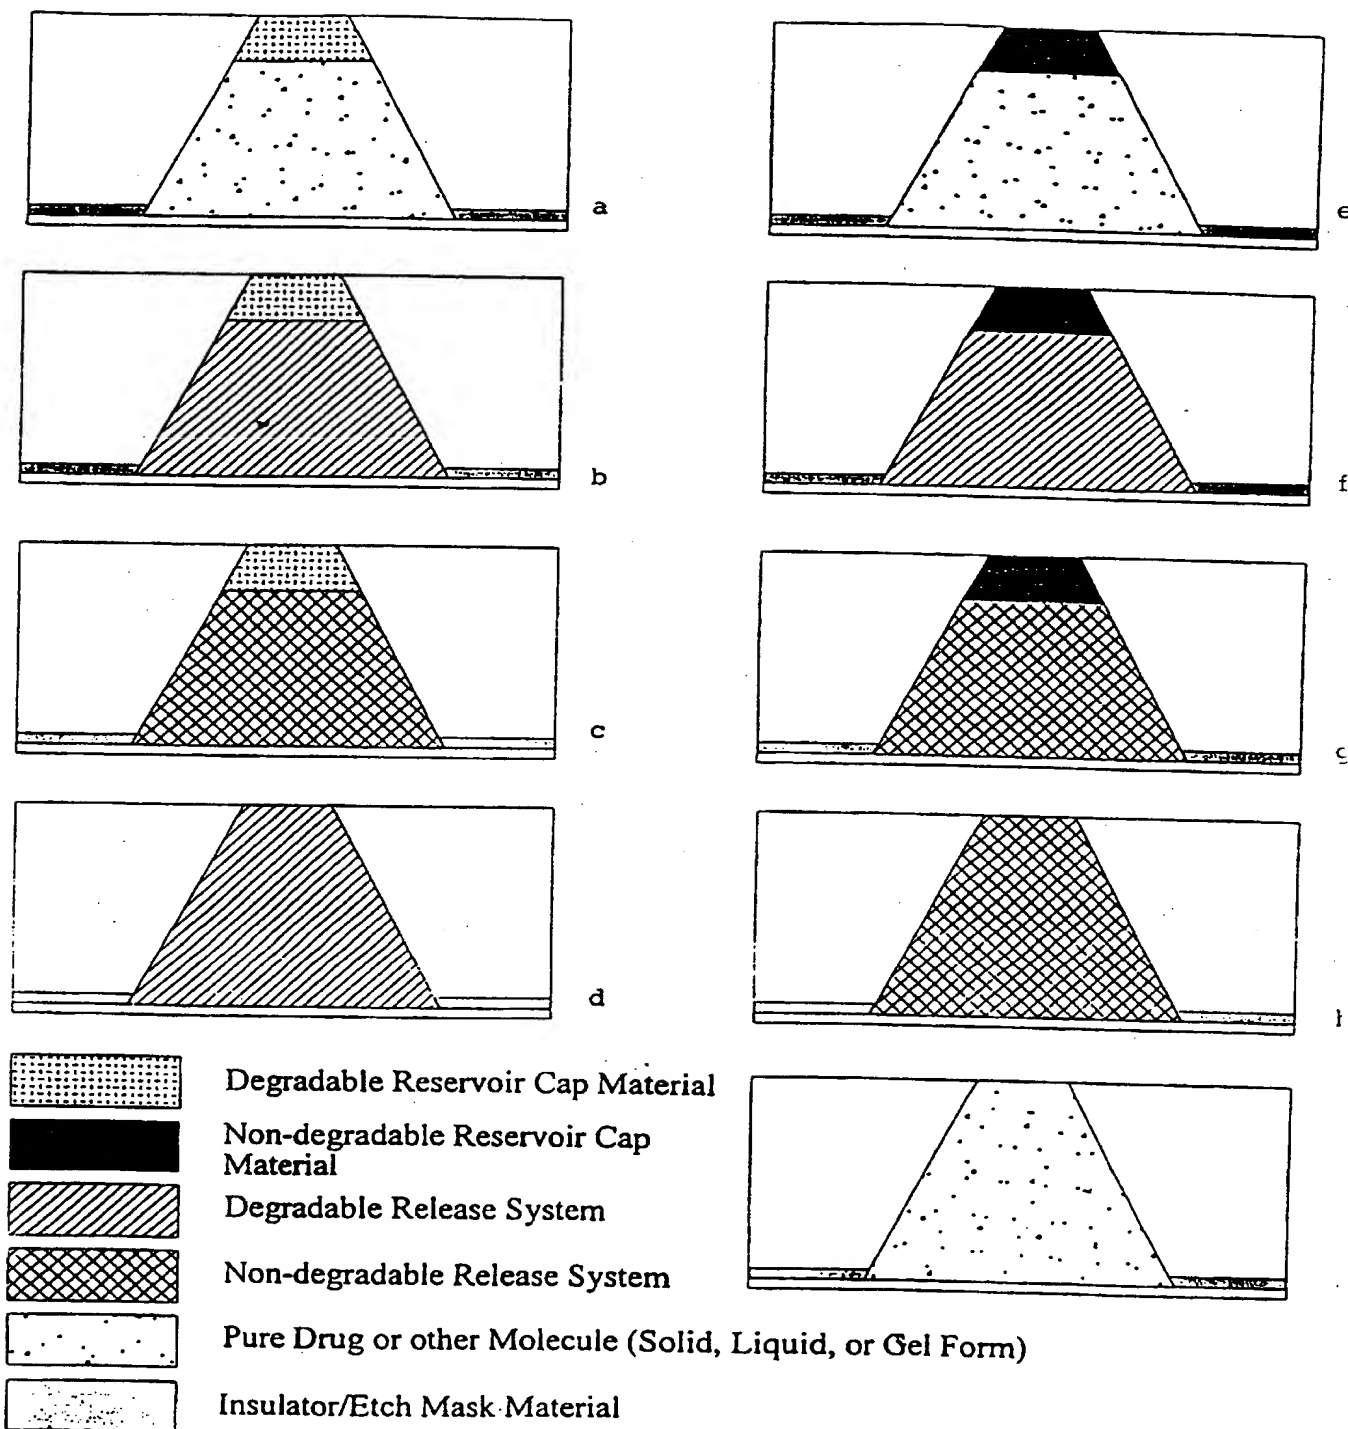 a
e
b
f
c
g
d
h
Degradable Reservoir Cap Material
Non-degradable Reservoir Cap
Material
Degradable Release System
Non-degradable Release System
Pure Drug or other Molecule (Solid, Liquid, or Gel Form)
Insulator/Etch Mask Material